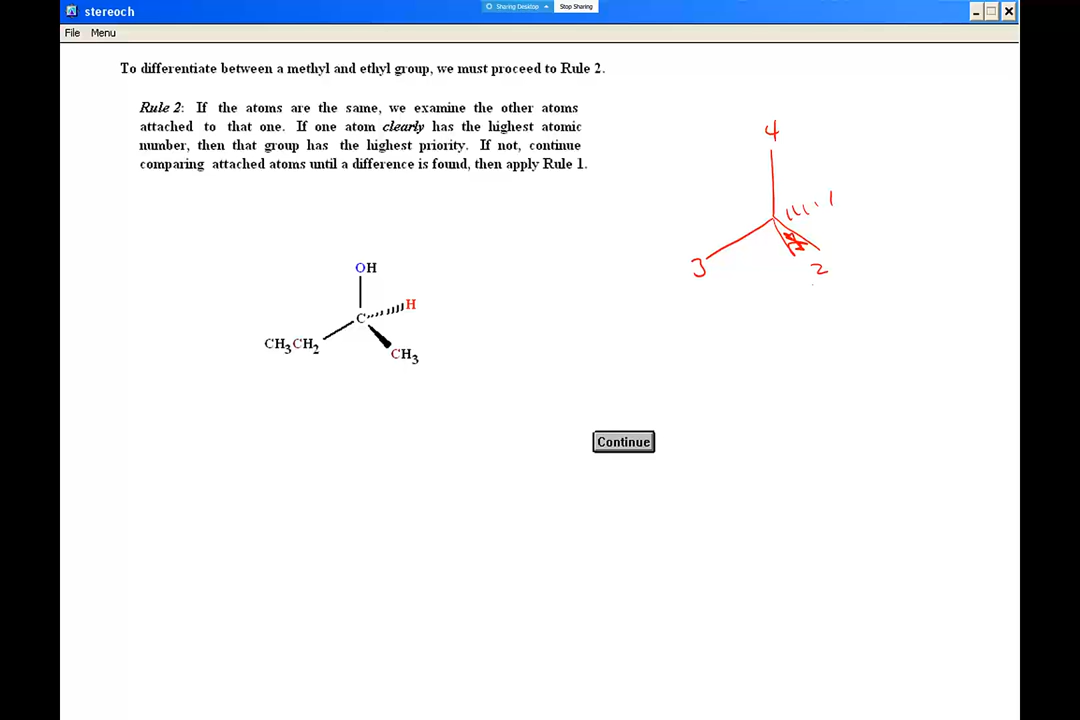 stereoch
Sharing Desktop
Stop Sharing
File Menu
To differentiate between a methyl and ethyl group, we must proceed to Rule 2.
Rule 2: If the atoms are the same, we examine the other atoms
attached to that one. If one atom clearly has the highest atomic
number, then that group has the highest priority. If not, continue
comparing attached atoms until a difference is found, then apply Rule 1.
4
1
3
2
OH
H
C
CH3CH2
CH3
Continue